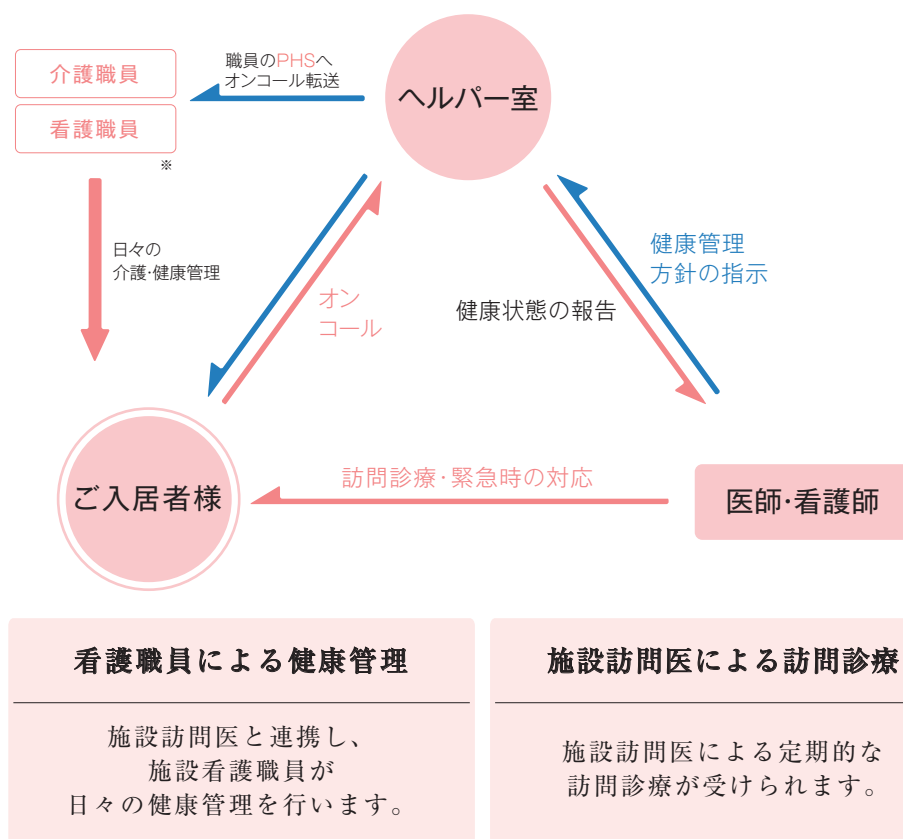 介護職員
看護職員
※
職員のPHSへ
オンコール転送
ヘルパー室
日々の
介護・健康管理
オン
コール
健康状態の報告
健康管理
方針の指示
ご入居者様
訪問診療・緊急時の対応
医師・看護師
看護職員による健康管理
施設訪問医と連携し、
施設看護職員が
日々の健康管理を行います。
施設訪問医による訪問診療
施設訪問医による定期的な
訪問診療が受けられます。